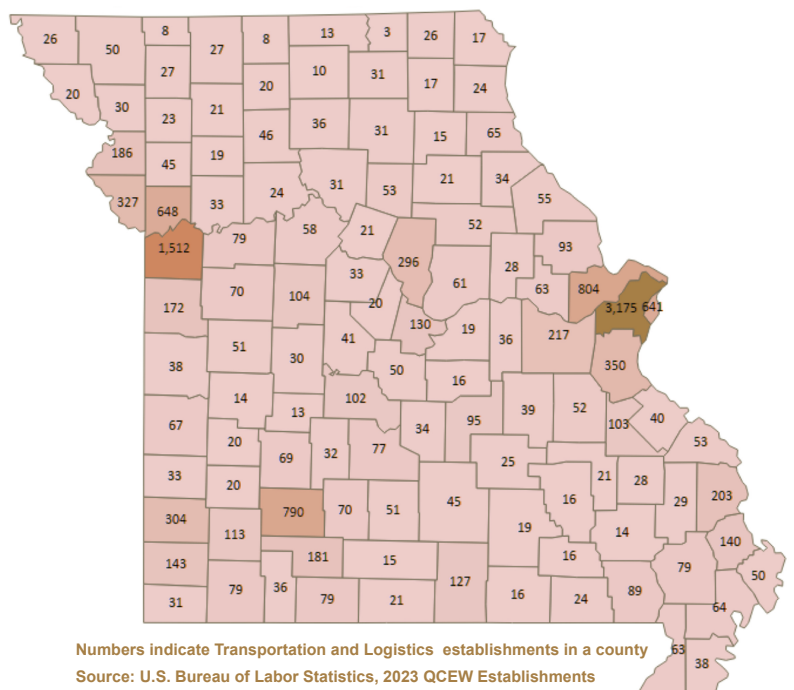 26 50 8 27 8 13 3 26 17
20 30 27 20 10 31 17 24
186 23 21 46 36 31 15 65
327 45 19 24 31 53 21 34 55
648 33 58 21 52 93
1,512 79 33 296 61 28 63 804 3,175 641
172 70 104 20 130 19 36 217 350
38 51 30 41 50 16
67 14 13 102 34 95 39 52 103 40 53
20 69 32 77 25
33 20 45 16 21 28 29 203
304 113 790 70 51 19 14 140
143 181 15 127 16 79 50
31 79 36 79 21 16 24 89 64
63 38
Numbers indicate Transportation and Logistics establishments in a county
Source: U.S. Bureau of Labor Statistics, 2023 QCEW Establishments